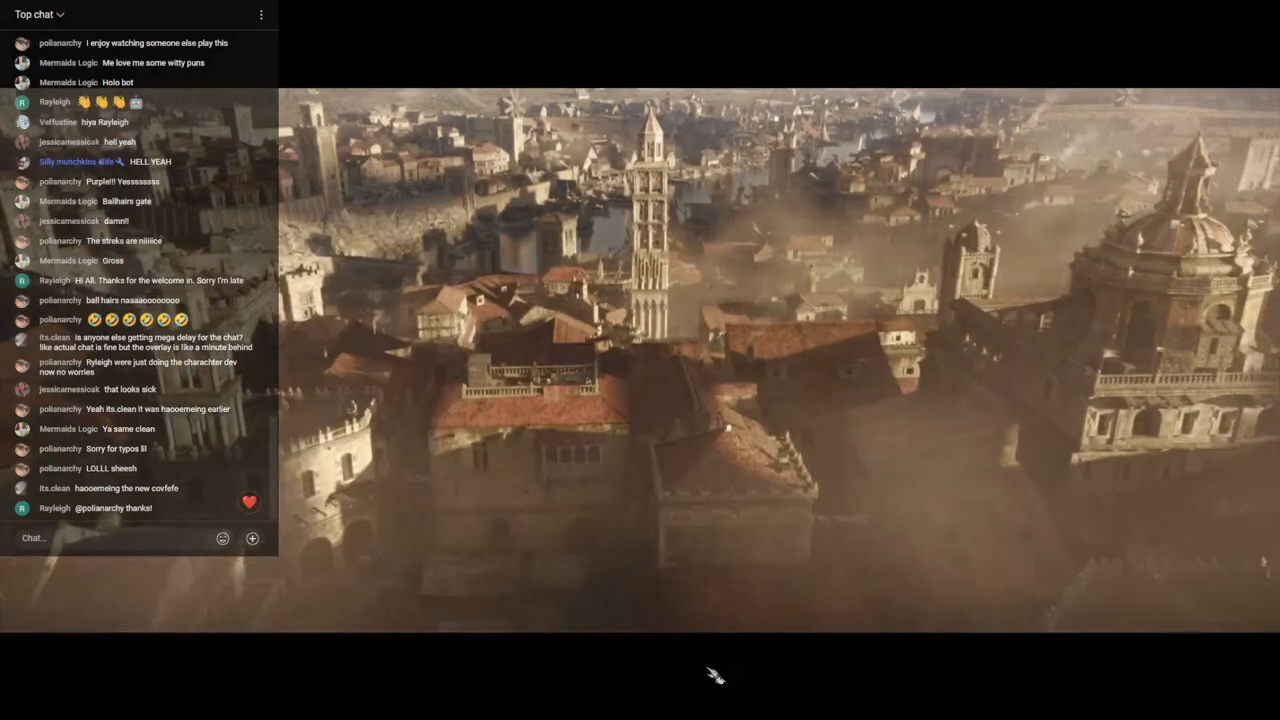 Top chat
polianarchy I enjoy watching someone else play this
Mermaids Logic Me love me some witty puns
Mermaids Logic Holo bot
R Rayleigh 👏👏👏🤖
Veffustine hiya Rayleigh
jessicamessicak hell yeah
Silly munchkins 4life HELL YEAH
polianarchy Purple!!! Yesssssss
Mermaids Logic Ballhairs gate
jessicamessicak damn!!
polianarchy The streks are niiiice
Mermaids Logic Gross
R Rayleigh Hi All. Thanks for the welcome in. Sorry I'm late
polianarchy ball hairs naaaaoooooooo
polianarchy 🤣🤣🤣🤣🤣🤣
its.clean is anyone else getting mega delay for the chat?
like actual chat is fine but the overlay is like a minute behind
polianarchy Ryleigh were just doing the charachter dev
now no worries
jessicamessicak that looks sick
polianarchy Yeah its.clean it was haooemeing earlier
Mermaids Logic Ya same clean
polianarchy Sorry for typos lil
polianarchy LOLLL sheesh
its.clean haooemeing the new covfefe
R Rayleigh @polianarchy thanks!
Chat...